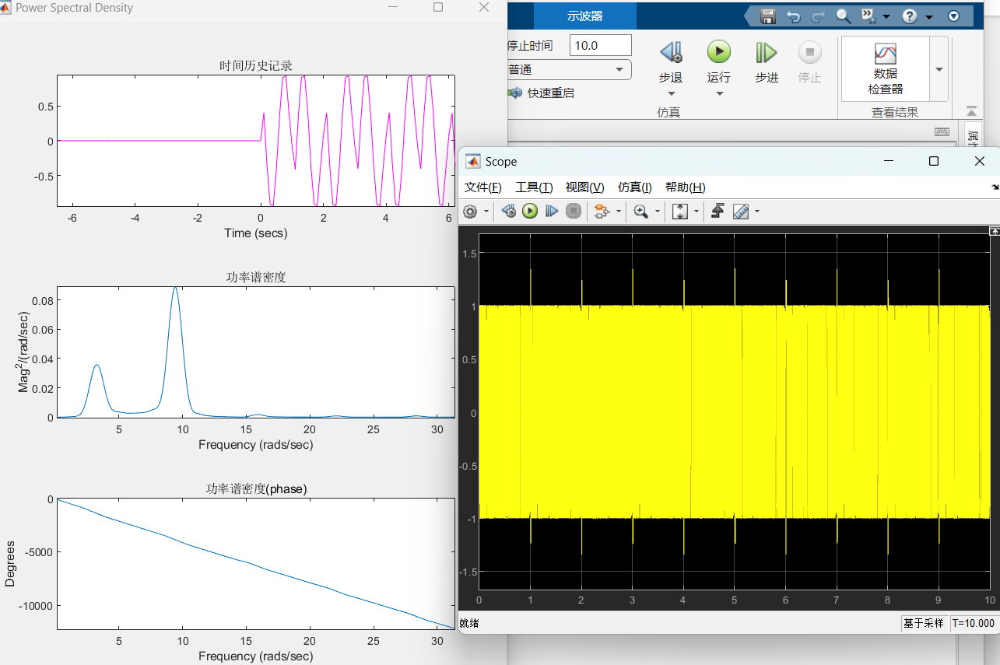 Power Spectral Density
时间历史记录
0.5
0
-0.5
-6
-4
-2
0
2
4
6
Time (secs)
功率谱密度
Mag2/(rad/sec)
0.08
0.06
0.04
0.02
0
5
10
15
20
25
30
Frequency (rads/sec)
功率谱密度(phase)
Degrees
0
-5000
-10000
5
10
15
20
25
30
Frequency (rads/sec)
示波器
停止时间
10.0
普通
快速重启
步退
运行
步进
停止
仿真
数据
检查器
查看结果
Scope
文件(F)
工具(T)
视图(V)
仿真(I)
帮助(H)
1.5
1
0.5
0
-0.5
-1
-1.5
0
1
2
3
4
5
6
7
8
9
10
就绪
基于采样
T=10.000